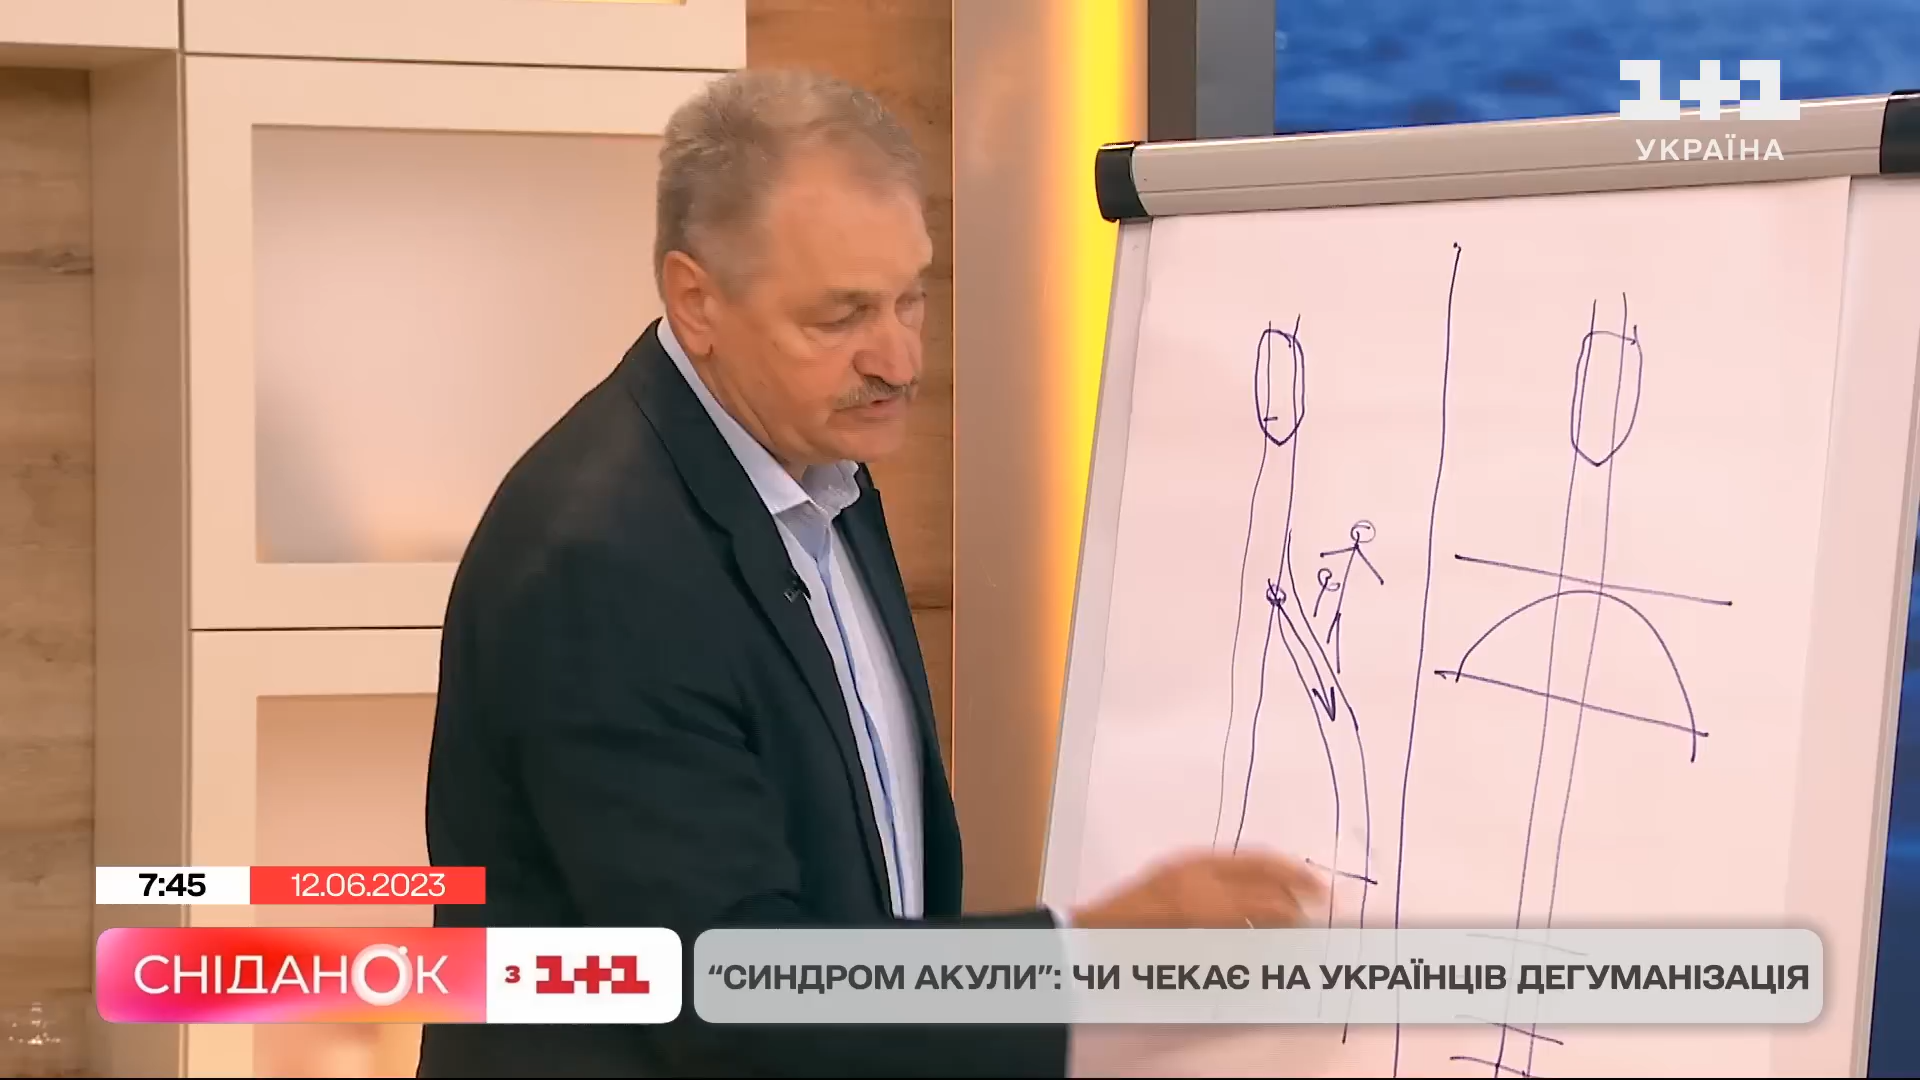 1+1
УКРАЇНА
7:45
12.06.2023
СНІДАНОК
З 1+1
“СИНДРОМ АКУЛИ”: ЧИ ЧЕКАЄ НА УКРАЇНЦІВ ДЕГУМАНІЗАЦІЯ